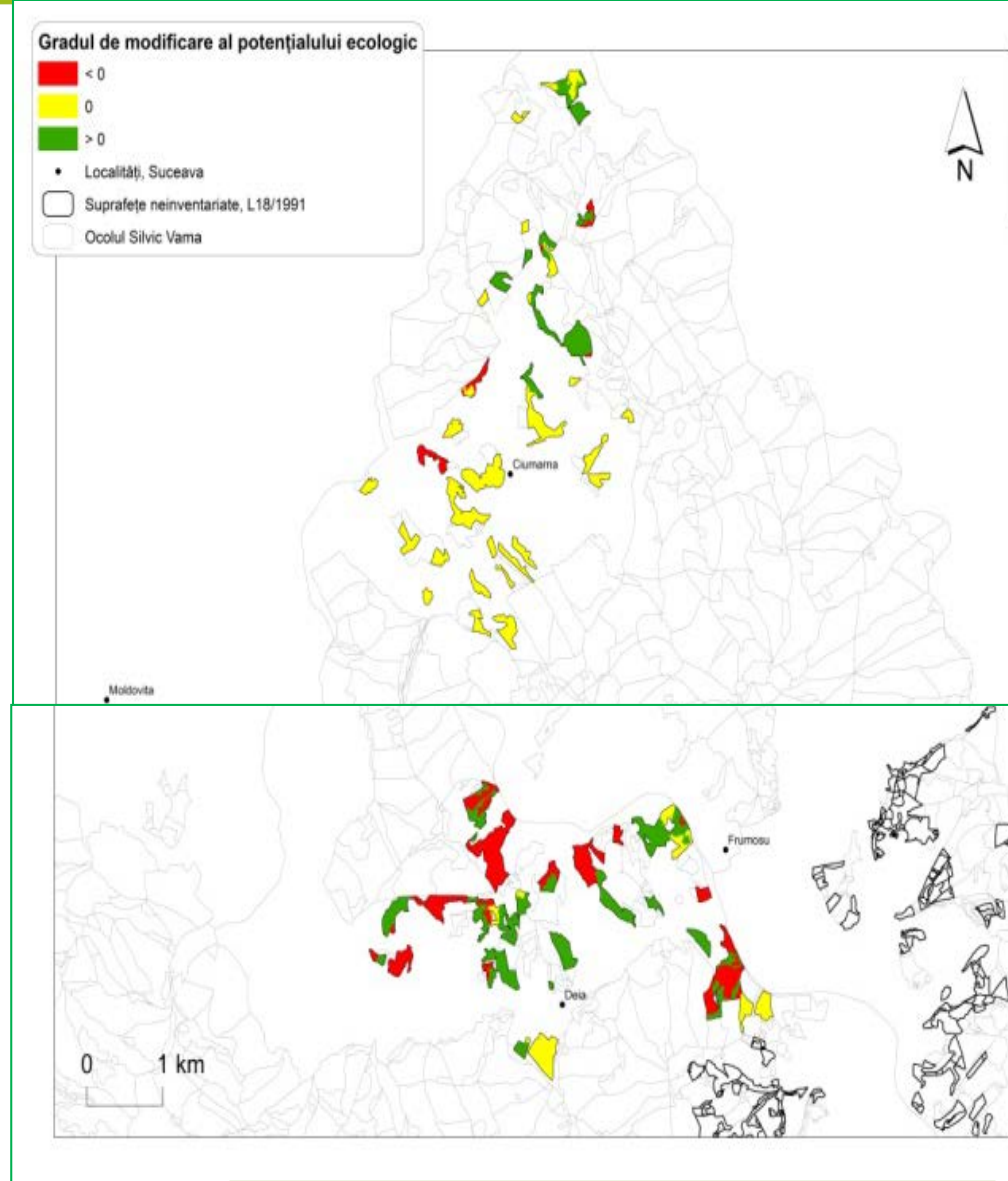 Gradul de modificare al potențialului ecologic
< 0
0
> 0
Localități, Suceava
Suprafețe neinventariate, L18/1991
Ocolul Silvic Vama
N
Ciumarna
Moldovita
Frumosu
Deia
0 1 km